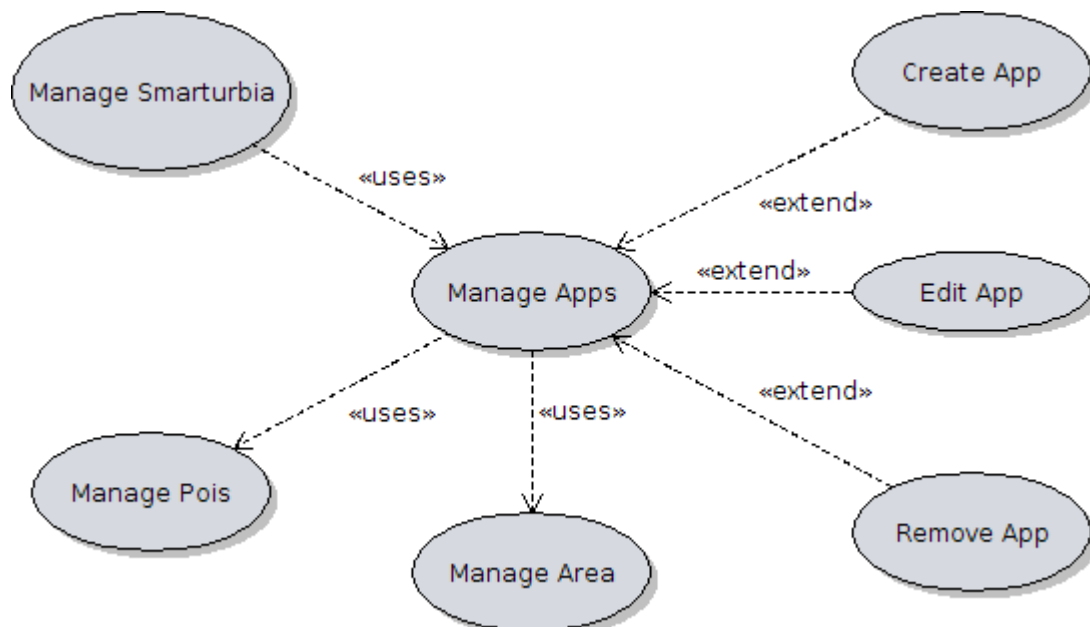 Manage Smarturbia
Create App
«uses»
«extend»
«extend»
Manage Apps
Edit App
«extend»
«uses»
«uses»
Manage Pois
Remove App
Manage Area